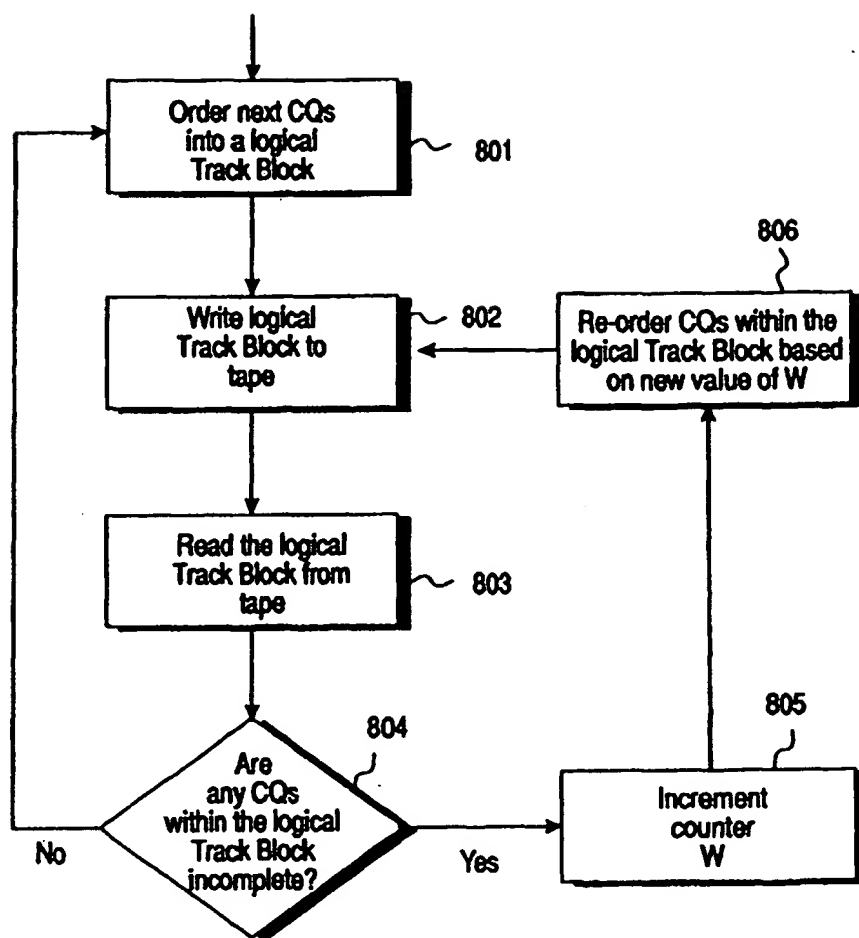 Order next CQs
into a logical
Track Block
801
806
Write logical
Track Block to
tape
802
Re-order CQs within the
logical Track Block based
on new value of W
Read the logical
Track Block from
tape
803
804
805
Are
any CQs
within the logical
Track Block
incomplete?
Increment
counter
W
No
Yes